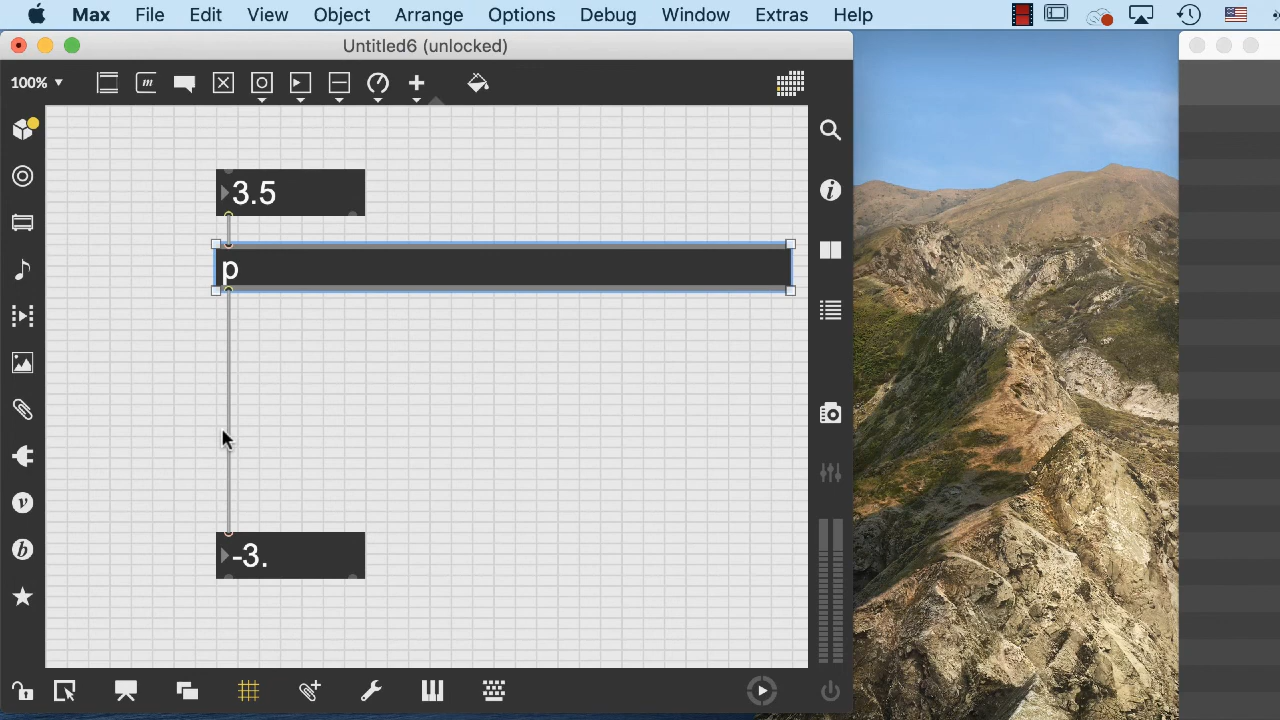 Max File Edit View Object Arrange Options Debug Window Extras Help
Untitled6 (unlocked)
100%
m
3.5
p
v
b
-3.